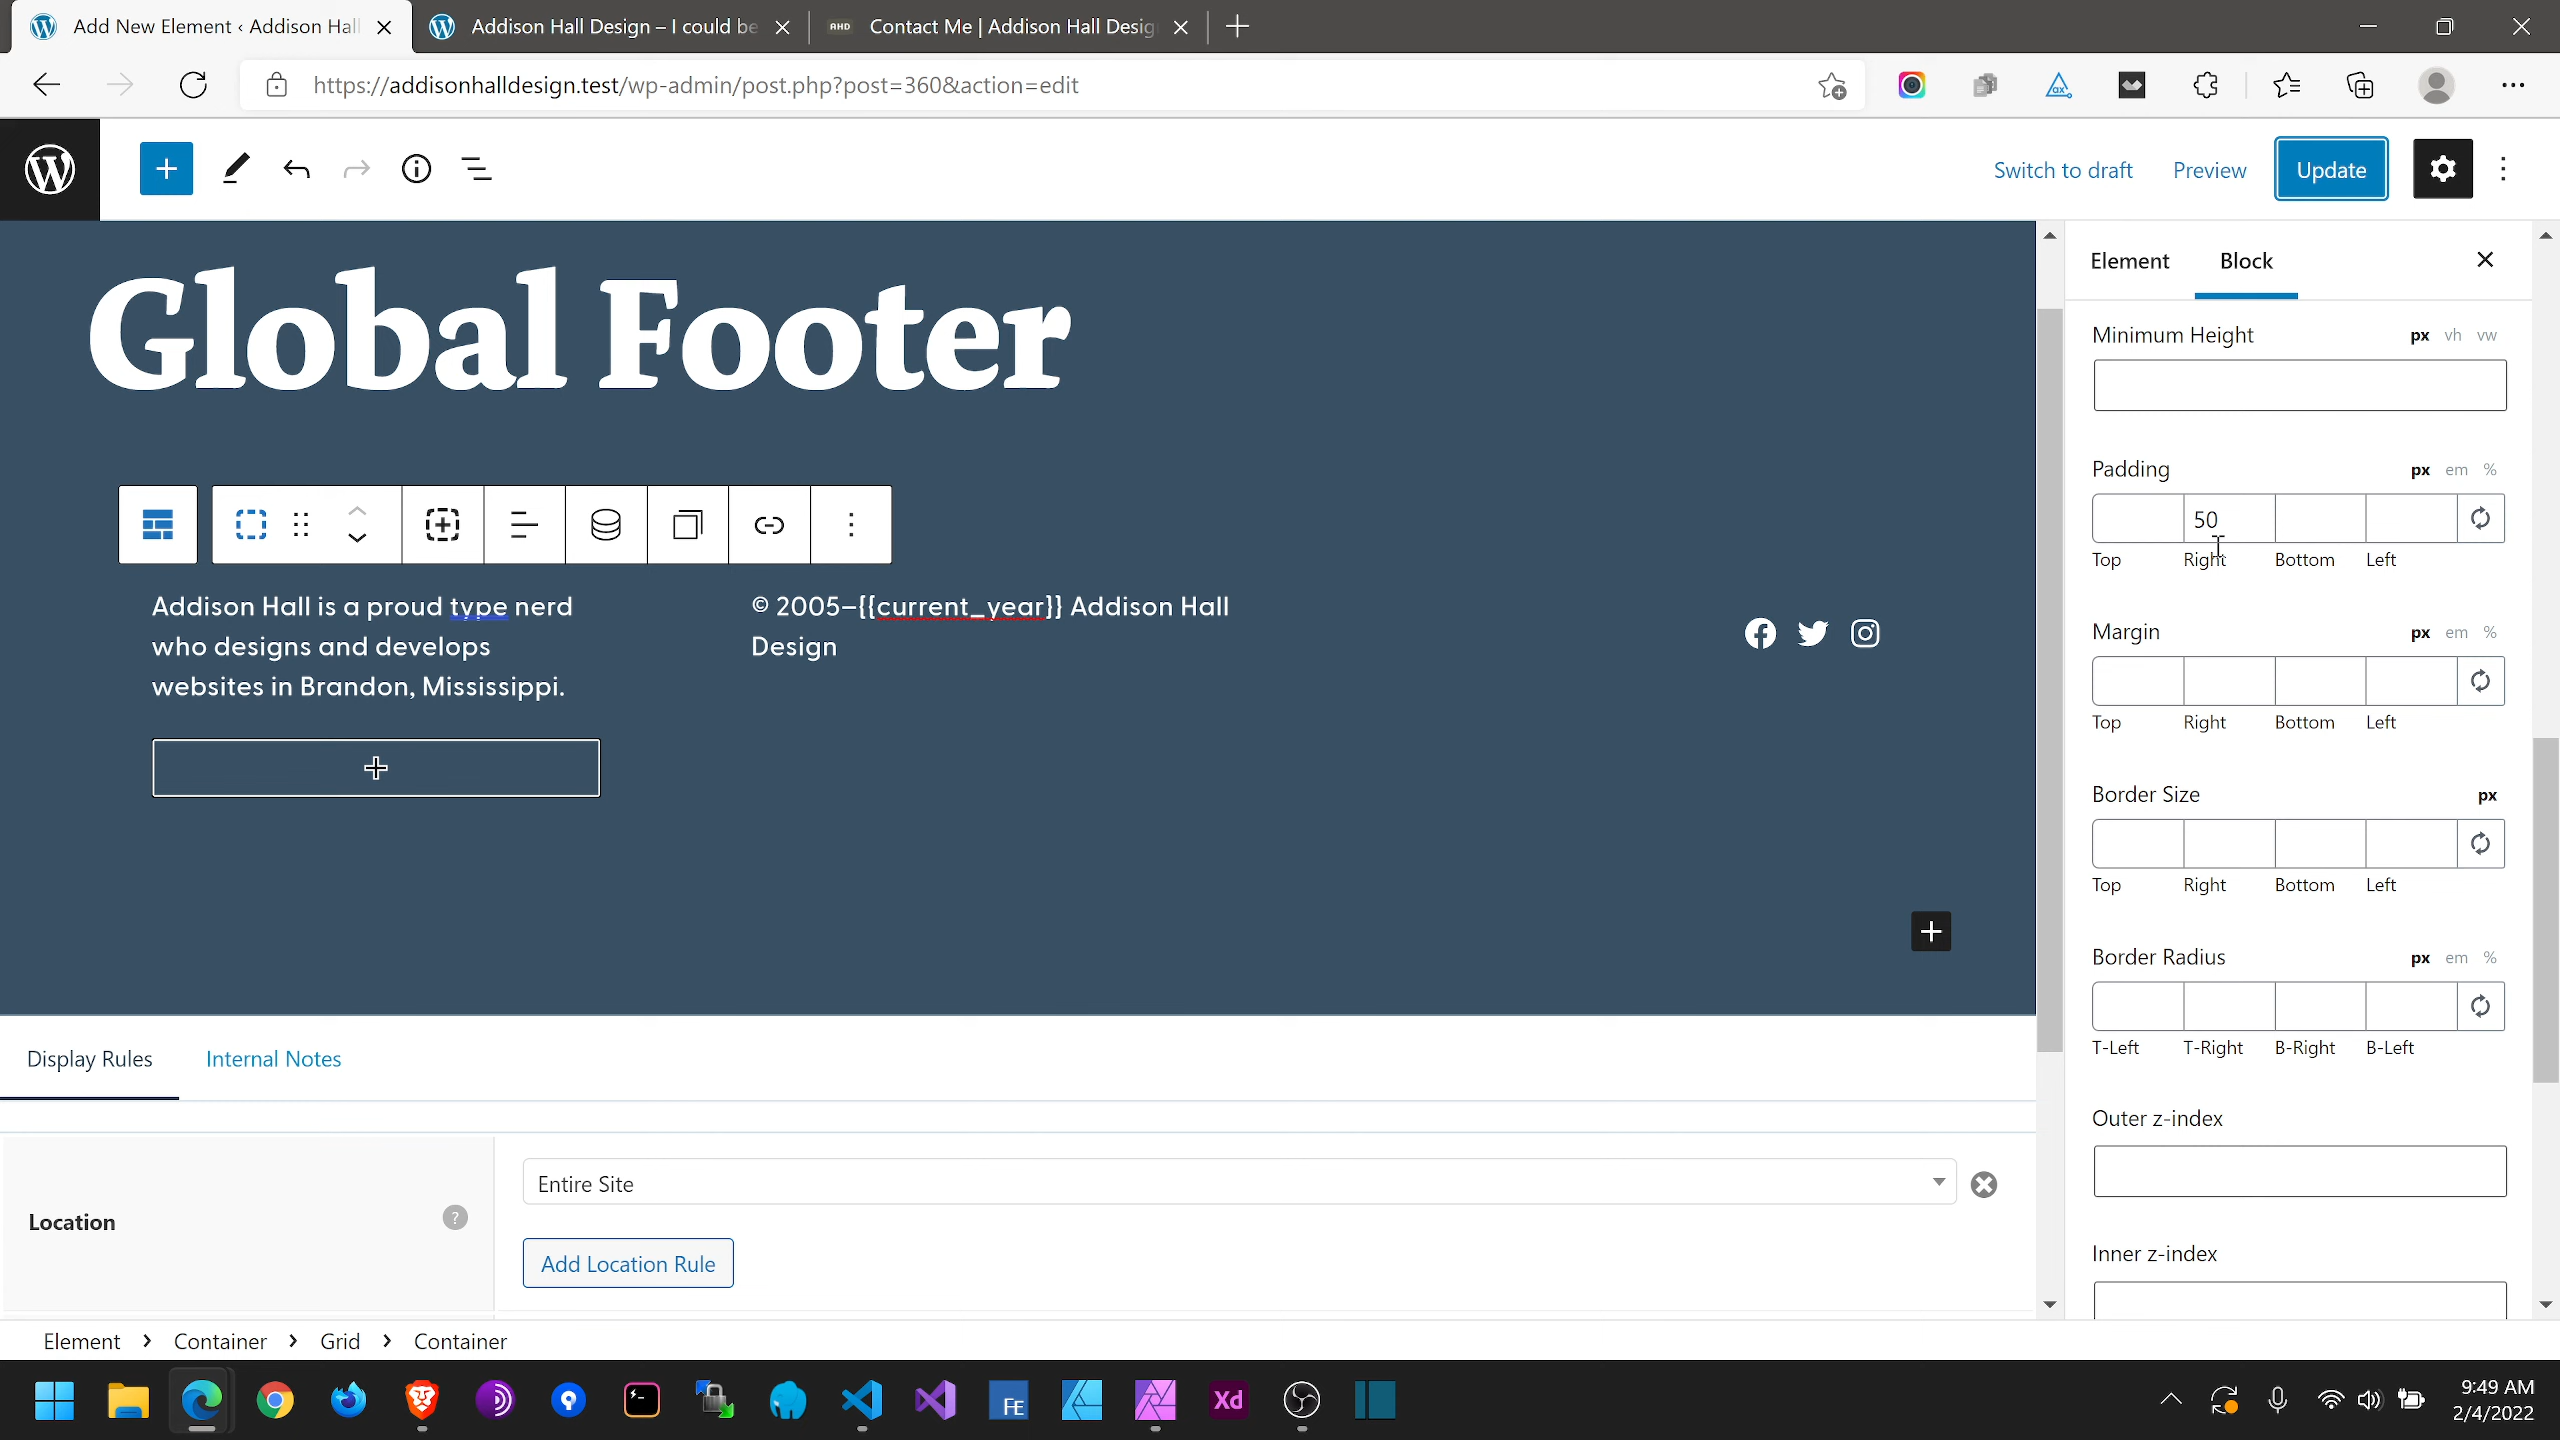 Add New Element ‹ Addison Hall
Addison Hall Design – I could be
AHD
Contact Me | Addison Hall Desig
https://addisonhalldesign.test/wp-admin/post.php?post=360&action=edit
Switch to draft
Preview
Update
Element
Block
Global Footer
Minimum Height
px vh vw
Padding
px em %
50
Top Right Bottom Left
Addison Hall is a proud type nerd
who designs and develops
websites in Brandon, Mississippi.
© 2005–{{current_year}} Addison Hall
Design
Margin
px em %
Top Right Bottom Left
Border Size
px
Top Right Bottom Left
Border Radius
px em %
T-Left T-Right B-Right B-Left
Outer z-index
Inner z-index
Display Rules
Internal Notes
Location
?
Entire Site
Add Location Rule
Element › Container › Grid › Container
FE
Xd
9:49 AM
2/4/2022